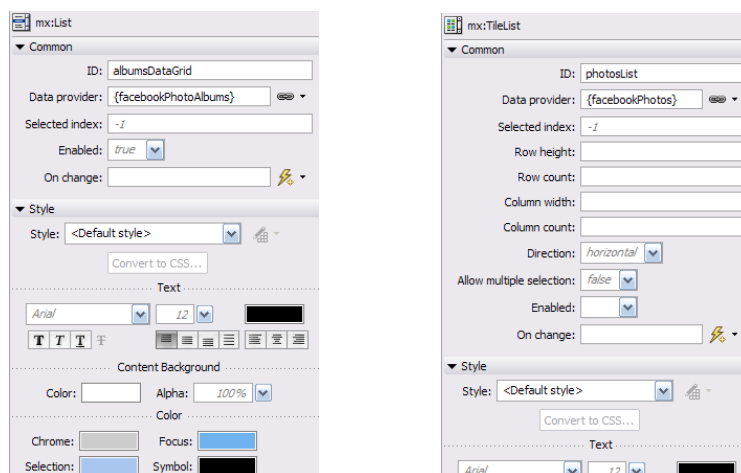 mx:List
Common
ID: albumsDataGrid
Data provider: {facebookPhotoAlbums}
Selected index: -1
Enabled: true
On change:
Style
Style: <Default style>
Convert to CSS...
Text
Arial 12
T T T T
Content Background
Color: Alpha: 100%
Color
Chrome: Focus:
Selection: Symbol:
mx:TileList
Common
ID: photosList
Data provider: {facebookPhotos}
Selected index: -1
Row height:
Row count:
Column width:
Column count:
Direction: horizontal
Allow multiple selection: false
Enabled:
On change:
Style
Style: <Default style>
Convert to CSS...
Text
Arial 12